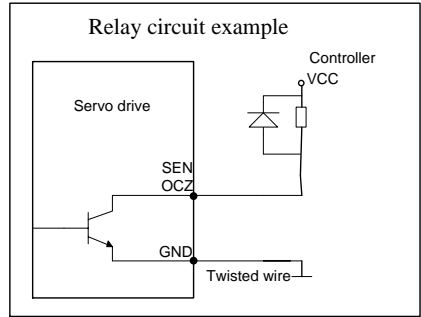 Relay circuit example
Controller
VCC
Servo drive
SEN
OCZ
GND
Twisted wire